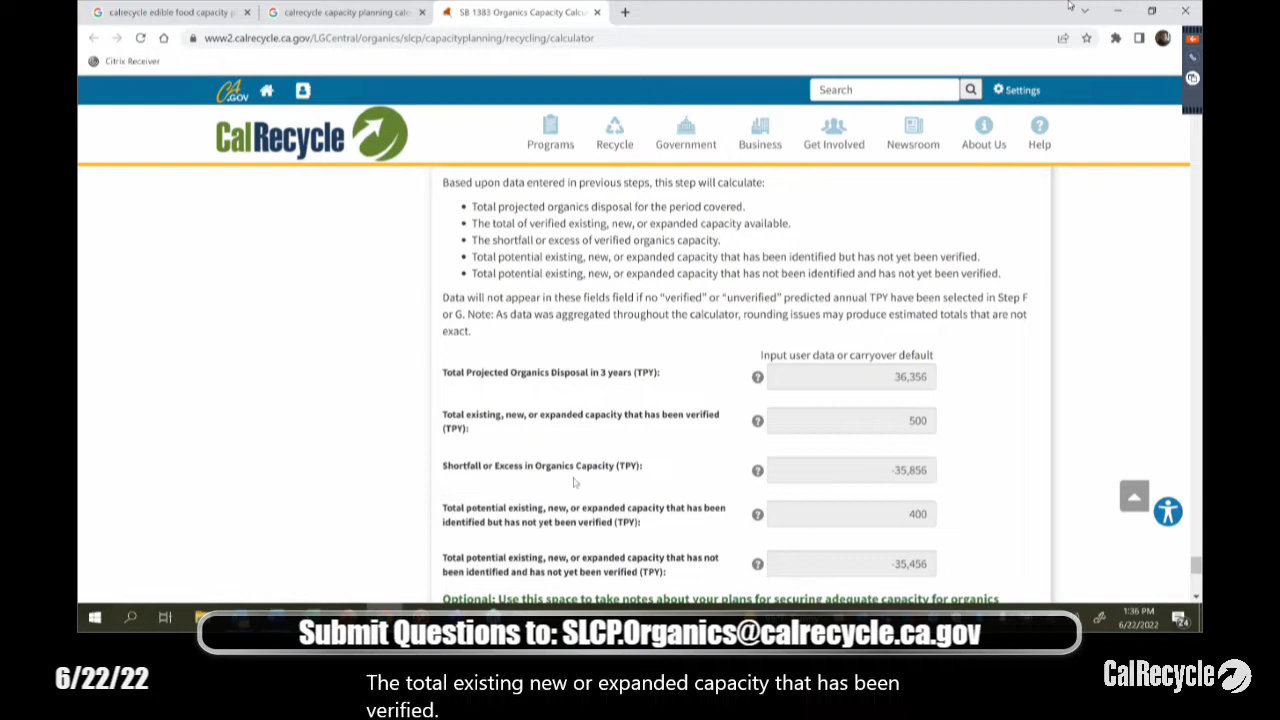 calrecycle edible food capacity p
calrecycle capacity planning calc
SB 1383 Organics Capacity Calcu
www2.calrecycle.ca.gov/LGCentral/organics/slcp/capacityplanning/recycling/calculator
Citrix Receiver
CA.GOV
Search
Settings
CalRecycle
Programs
Recycle
Government
Business
Get Involved
Newsroom
About Us
Help
Based upon data entered in previous steps, this step will calculate:
• Total projected organics disposal for the period covered.
• The total of verified existing, new, or expanded capacity available.
• The shortfall or excess of verified organics capacity.
• Total potential existing, new, or expanded capacity that has been identified but has not yet been verified.
• Total potential existing, new, or expanded capacity that has not been identified and has not yet been verified.
Data will not appear in these fields field if no "verified" or "unverified" predicted annual TPY have been selected in Step F
or G. Note: As data was aggregated throughout the calculator, rounding issues may produce estimated totals that are not
exact.
Input user data or carryover default
Total Projected Organics Disposal in 3 years (TPY):
36,356
Total existing, new, or expanded capacity that has been verified
(TPY):
500
Shortfall or Excess in Organics Capacity (TPY):
-35,856
Total potential existing, new, or expanded capacity that has been
identified but has not yet been verified (TPY):
400
Total potential existing, new, or expanded capacity that has not
been identified and has not yet been verified (TPY):
-35,456
Optional: Use this space to take notes about your plans for securing adequate capacity for organics
1:36 PM
6/22/2022
24
Submit Questions to: SLCP.Organics@calrecycle.ca.gov
6/22/22
The total existing new or expanded capacity that has been
verified.
CalRecycle